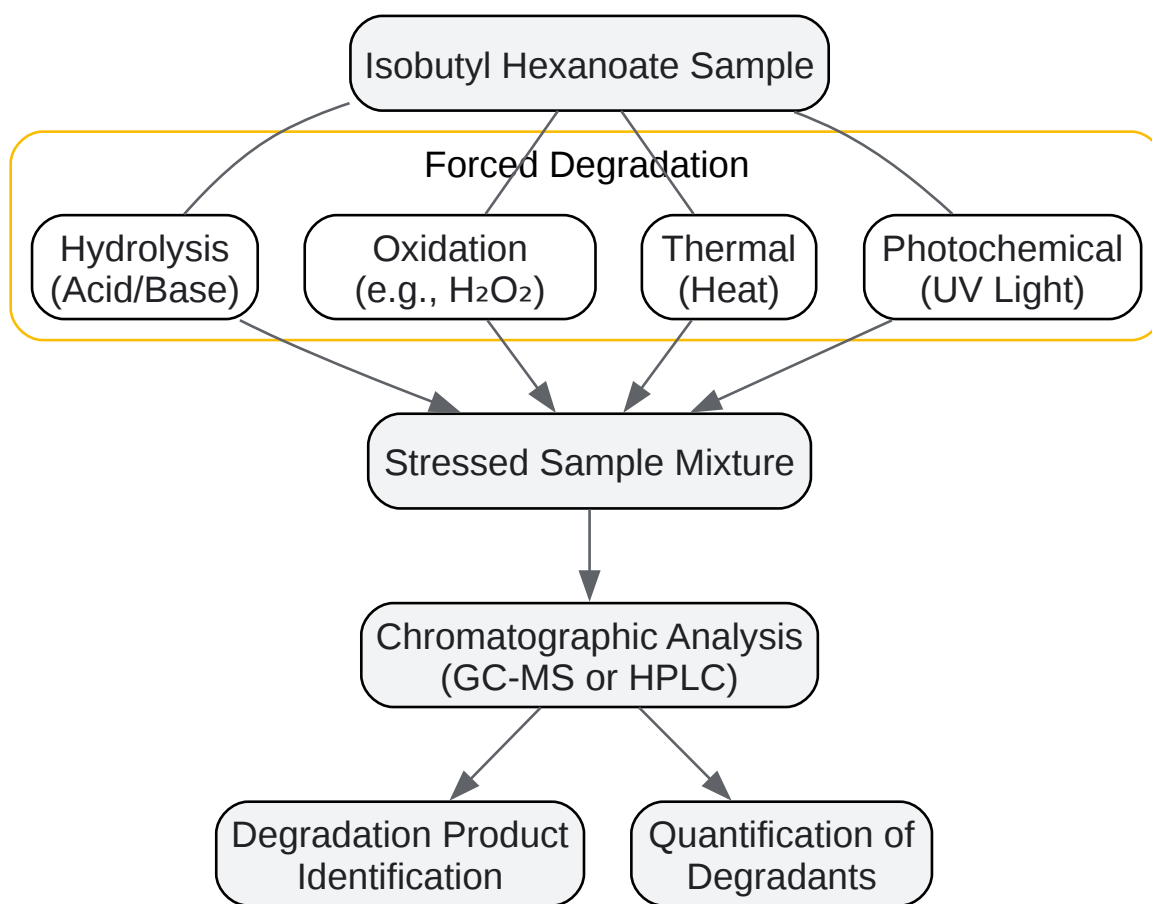 Isobutyl Hexanoate Sample
Forced Degradation
Hydrolysis
(Acid/Base)
Oxidation
(e.g., H₂O₂)
Thermal
(Heat)
Photochemical
(UV Light)
Stressed Sample Mixture
Chromatographic Analysis
(GC-MS or HPLC)
Degradation Product
Identification
Quantification of
Degradants